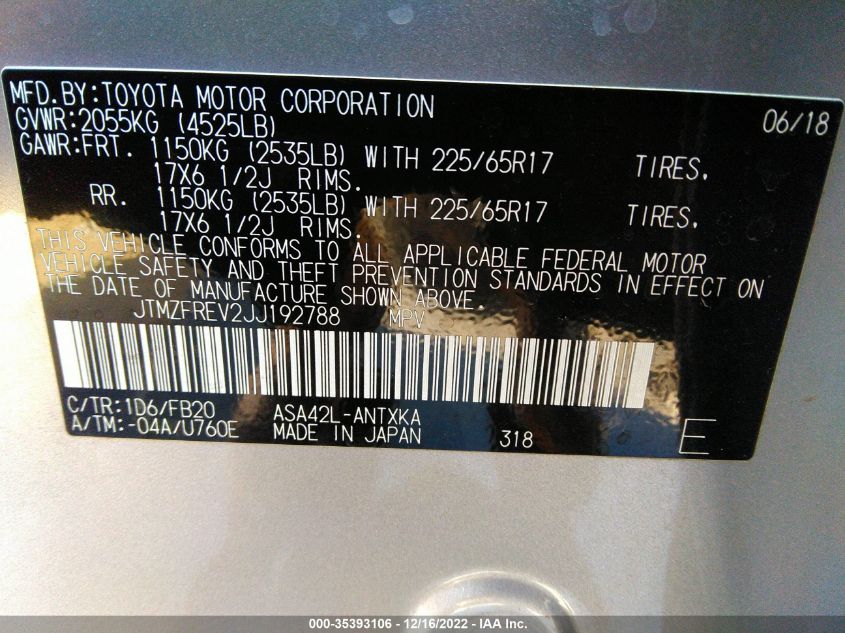 MFD.BY:TOYOTA MOTOR CORPORATION 06/18
GVWR:2055KG (4525LB)
GAWR:FRT. 1150KG (2535LB) WITH 225/65R17 TIRES,
17X6 1/2J RIMS.
RR. 1150KG (2535LB) WITH 225/65R17 TIRES,
17X6 1/2J RIMS.
THIS VEHICLE CONFORMS TO ALL APPLICABLE FEDERAL MOTOR
VEHICLE SAFETY AND THEFT PREVENTION STANDARDS IN EFFECT ON
THE DATE OF MANUFACTURE SHOWN ABOVE.
JTMZFREV2JJ192788 MPV
C/TR:1D6/FB20 ASA42L-ANTXKA
A/TM:-04A/U760E MADE IN JAPAN 318 E
000-35393106 - 12/16/2022 - IAA Inc.